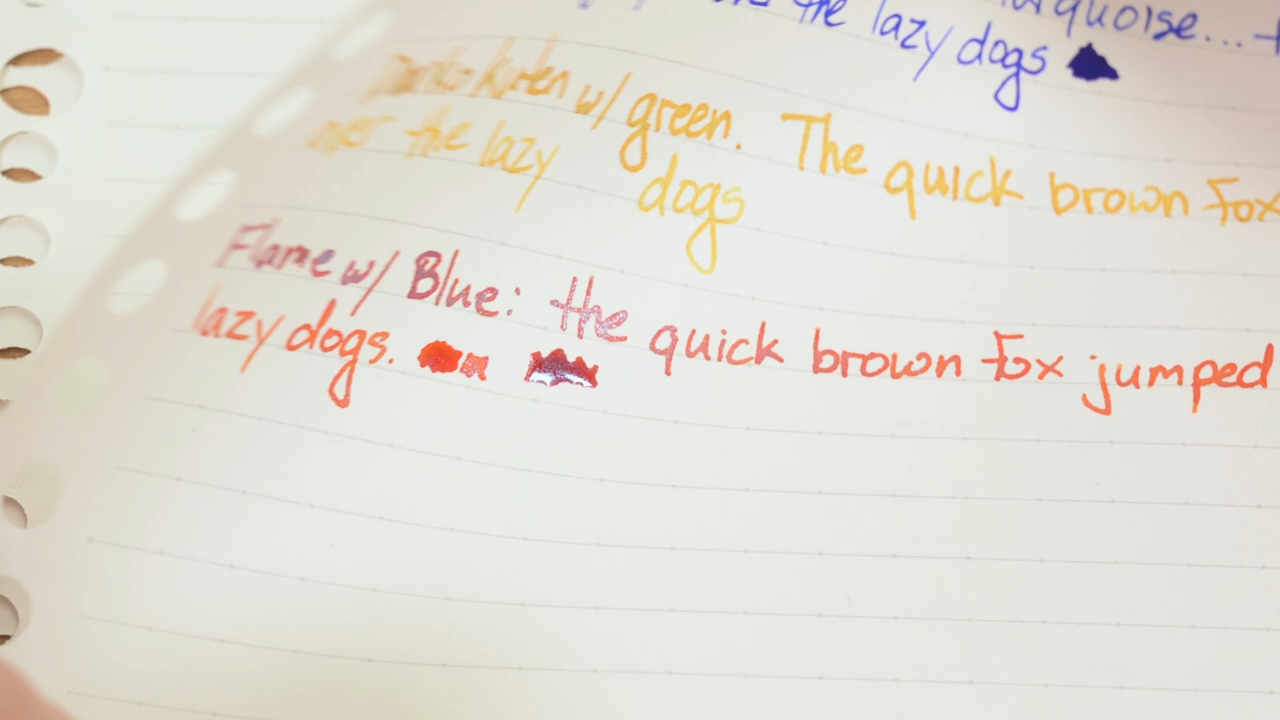 the lazy dogs
w/ green. The quick brown fox
over the lazy dogs
Flame w/ Blue: the quick brown fox jumped
lazy dogs.